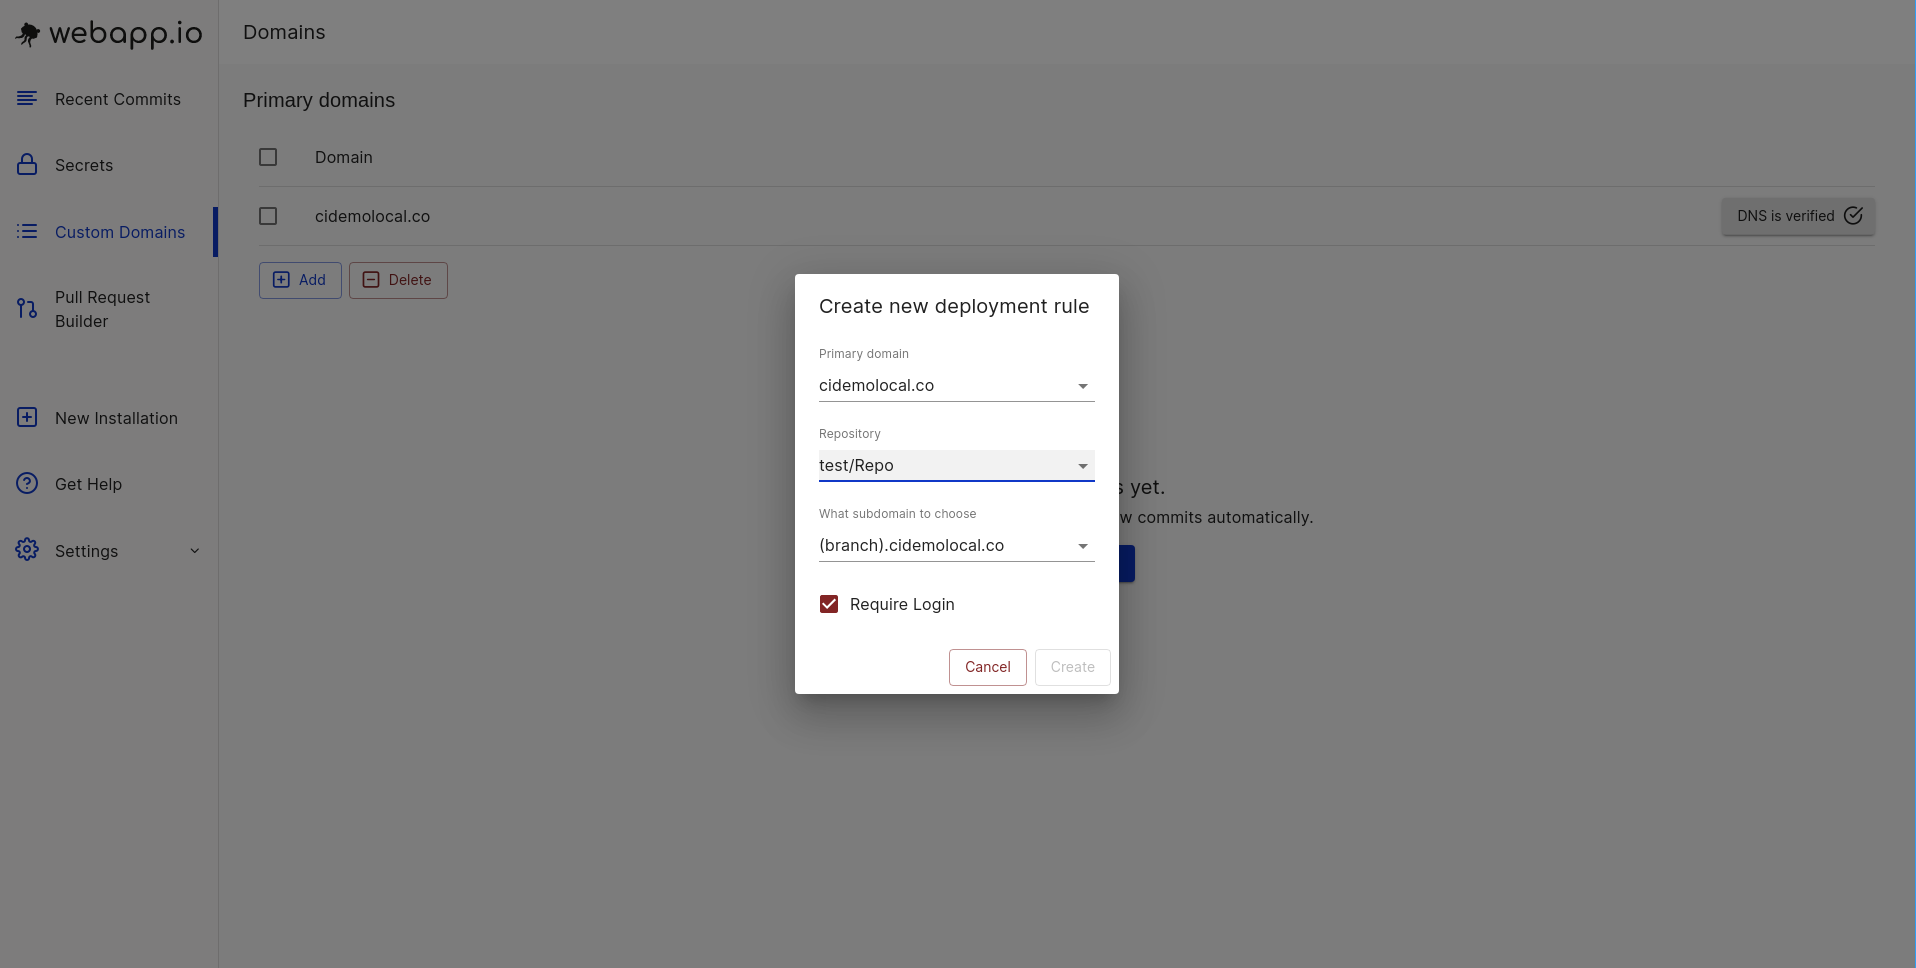 webapp.io
Domains
Recent Commits
Secrets
Custom Domains
Pull Request
Builder
New Installation
Get Help
Settings
Primary domains
Domain
cidemolocal.co
DNS is verified
Add
Delete
Create new deployment rule
Primary domain
cidemolocal.co
Repository
test/Repo
What subdomain to choose
(branch).cidemolocal.co
Require Login
Cancel
Create
yet.
commits automatically.